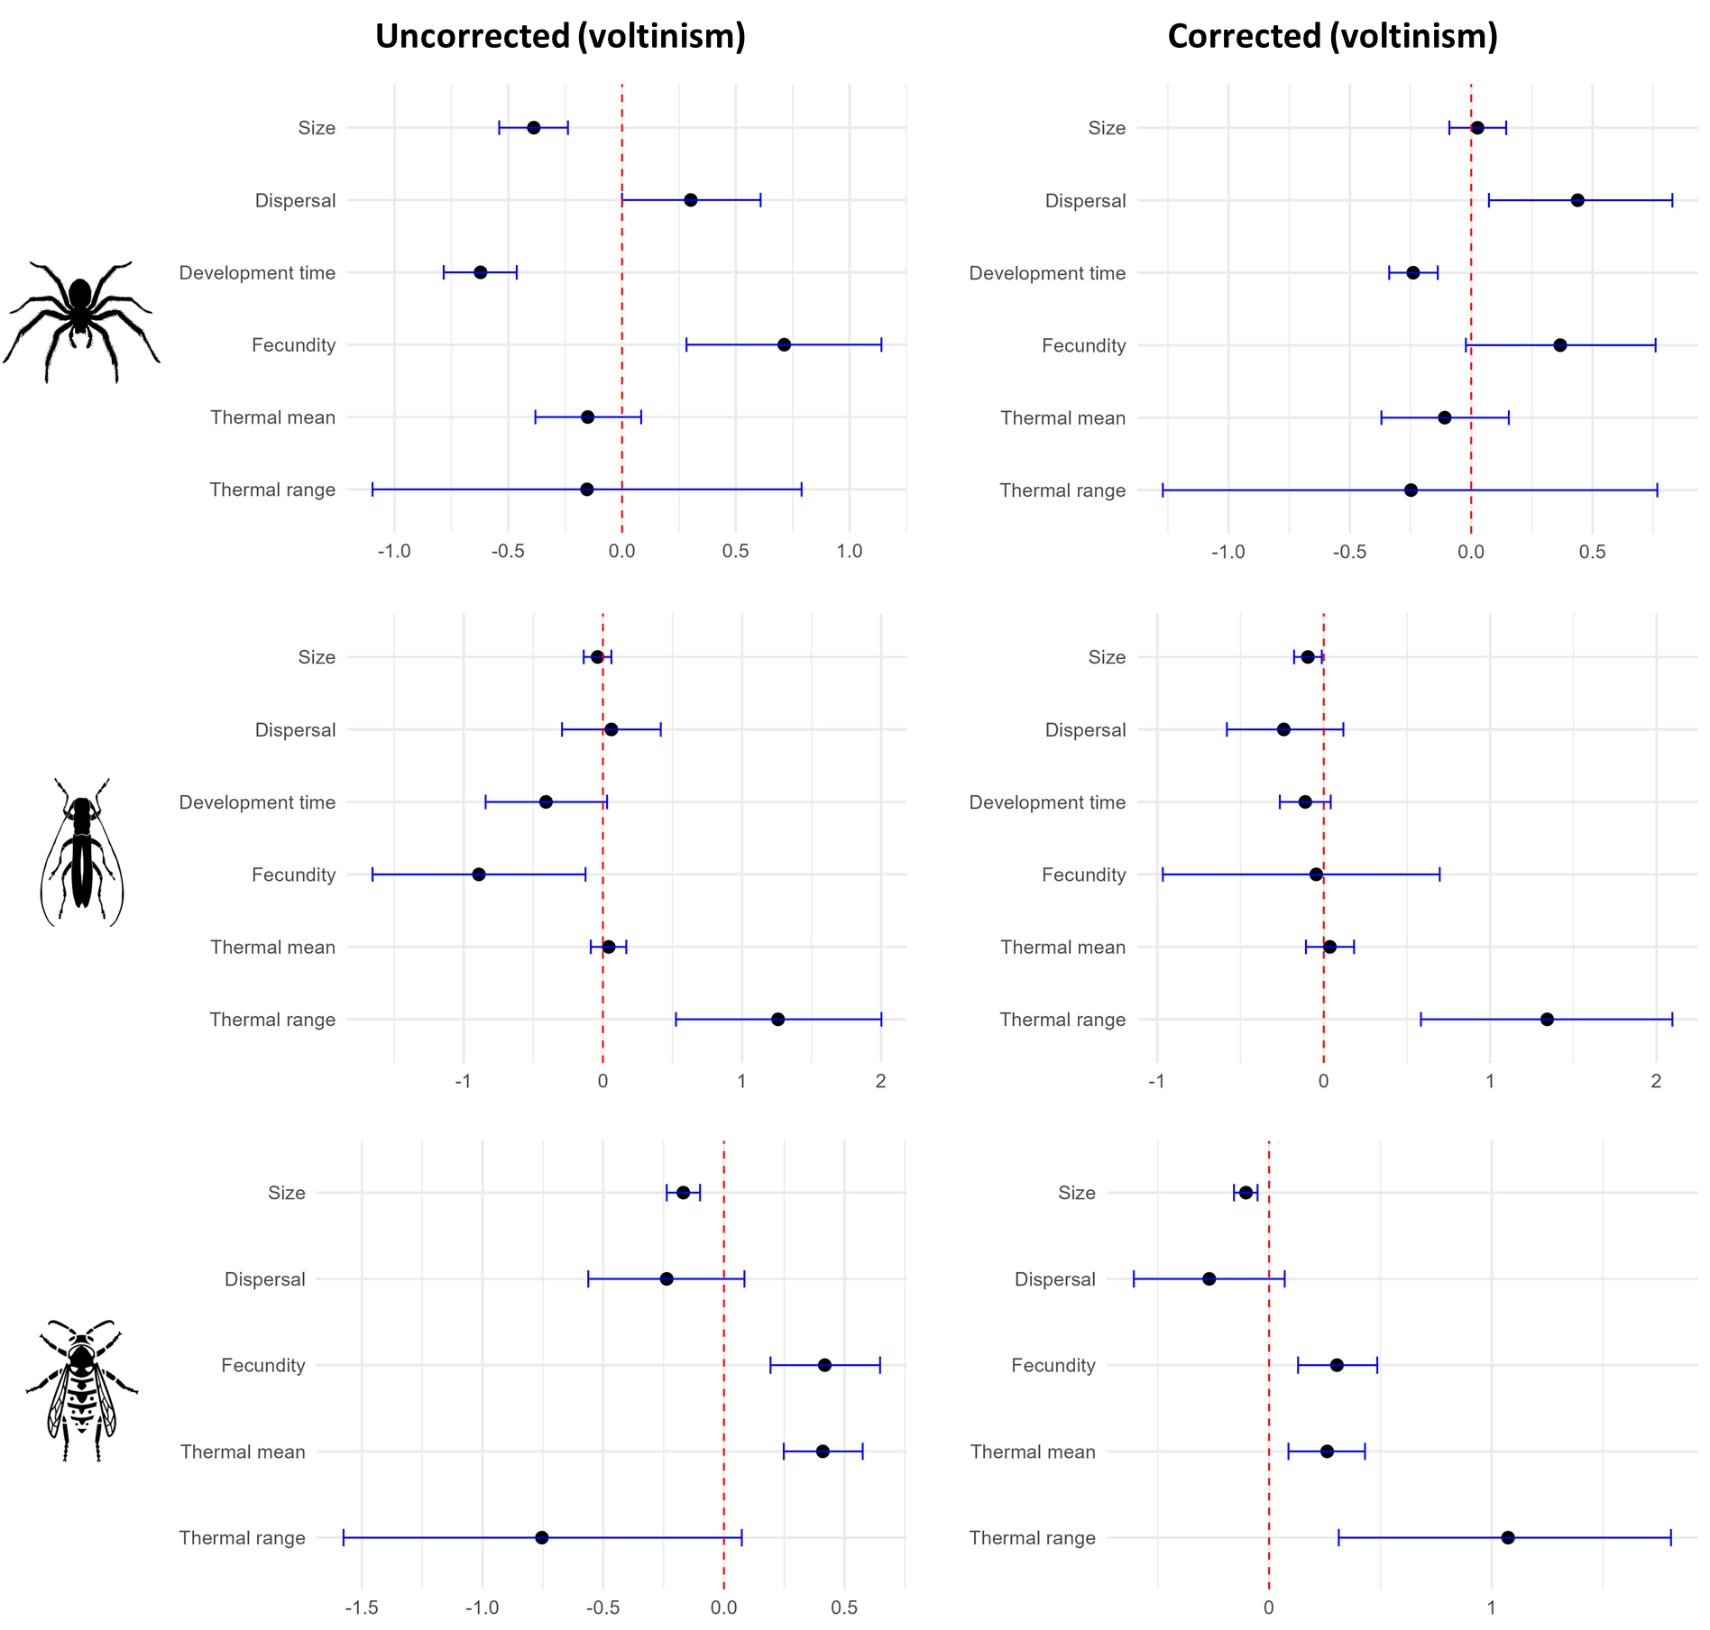 Uncorrected (voltinism)
Corrected (voltinism)
Size
Dispersal
Development time
Fecundity
Thermal mean
Thermal range
-1.0 -0.5 0.0 0.5 1.0
Size
Dispersal
Development time
Fecundity
Thermal mean
Thermal range
-1.0 -0.5 0.0 0.5
Size
Dispersal
Development time
Fecundity
Thermal mean
Thermal range
-1 0 1 2
Size
Dispersal
Development time
Fecundity
Thermal mean
Thermal range
-1 0 1 2
Size
Dispersal
Fecundity
Thermal mean
Thermal range
-1.5 -1.0 -0.5 0.0 0.5
Size
Dispersal
Fecundity
Thermal mean
Thermal range
0 1